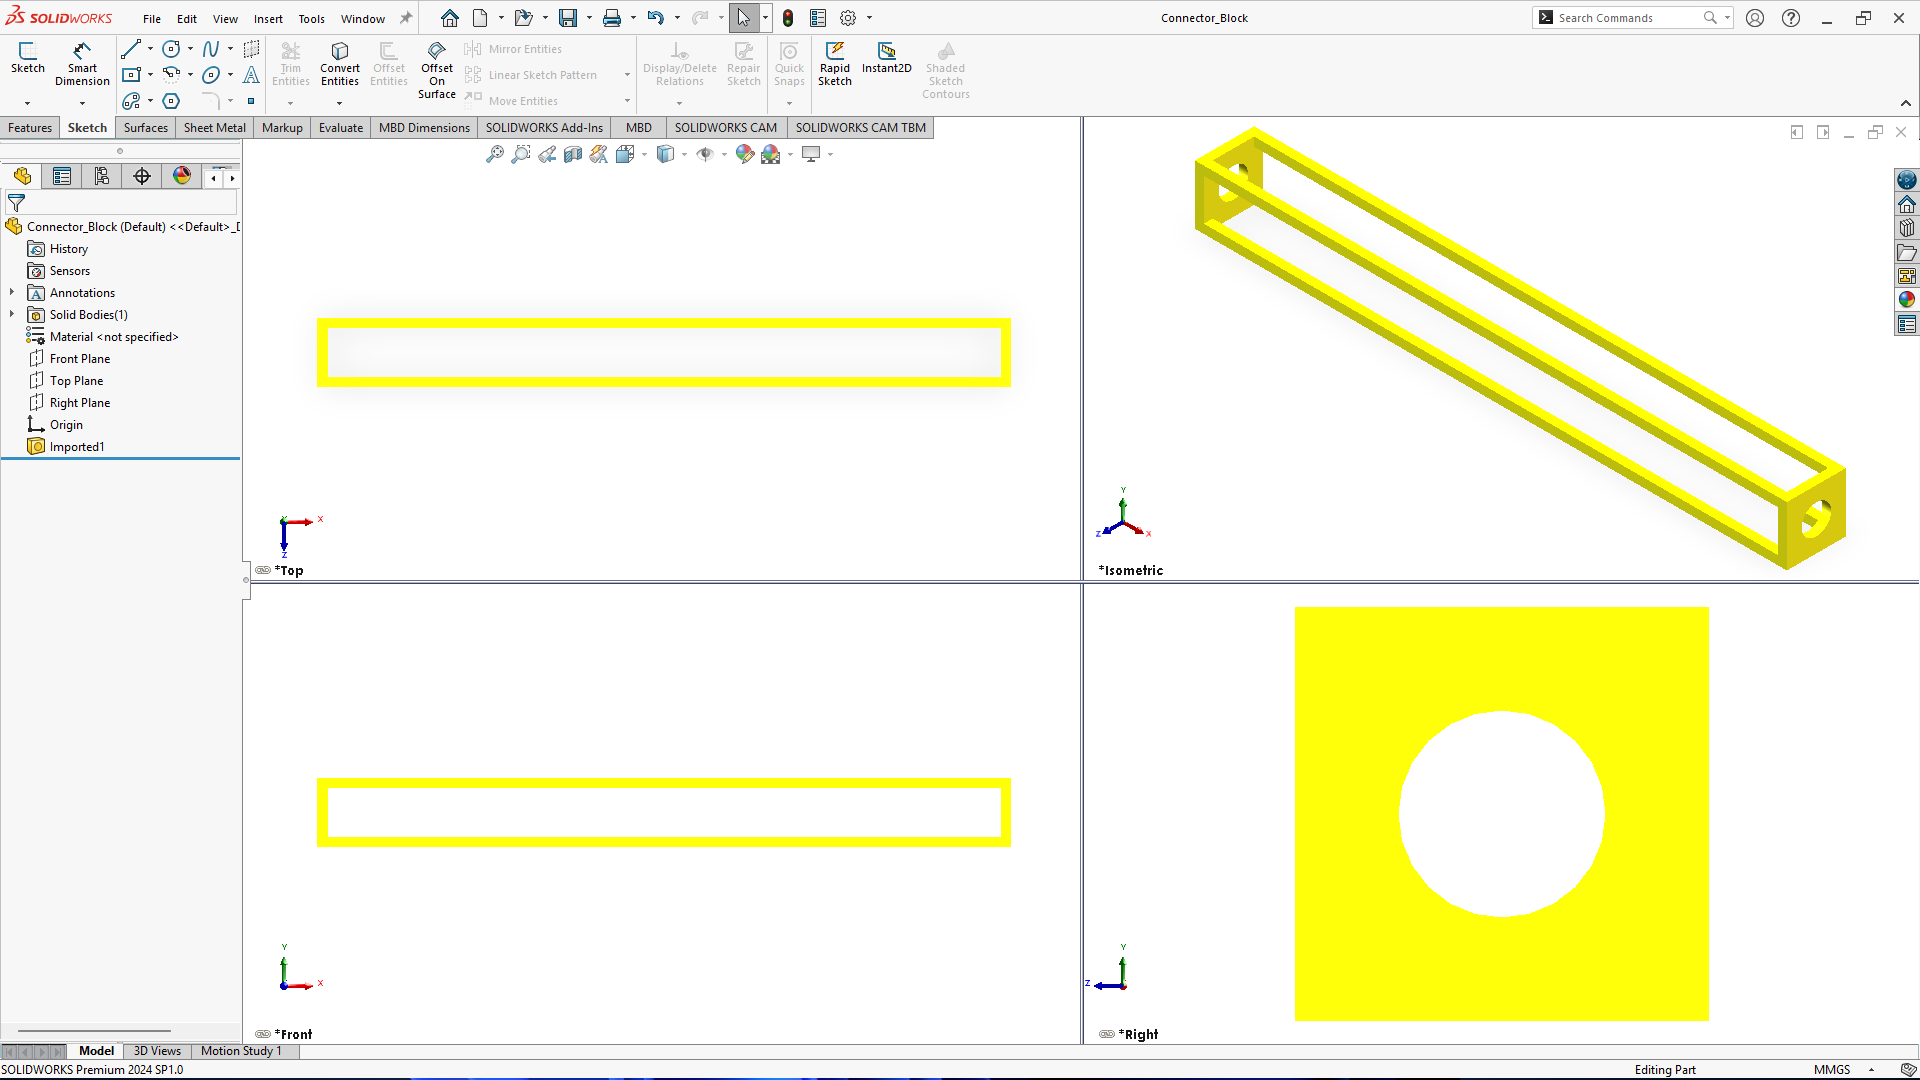 SOLIDWORKS File Edit View Insert Tools Window Connector_Block Search Commands
Sketch Smart Dimension Trim Entities Convert Entities Offset Entities Offset On Surface Mirror Entities Linear Sketch Pattern Move Entities Display/Delete Relations Repair Sketch Quick Snaps Rapid Sketch Instant2D Shaded Sketch Contours
Features Sketch Surfaces Sheet Metal Markup Evaluate MBD Dimensions SOLIDWORKS Add-Ins MBD SOLIDWORKS CAM SOLIDWORKS CAM TBM
Connector_Block (Default) <<Default>_D
History
Sensors
Annotations
Solid Bodies(1)
Material <not specified>
Front Plane
Top Plane
Right Plane
Origin
Imported1
Y X Z
*Top
Y Z X
*Isometric
Y X
*Front
Y Z
*Right
Model 3D Views Motion Study 1
SOLIDWORKS Premium 2024 SP1.0 Editing Part MMGS